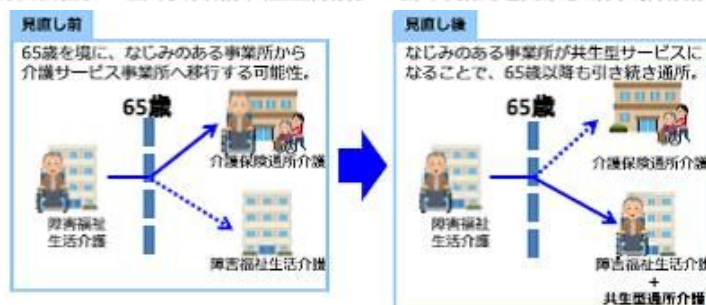 見直し前
65歳を境に、なじみのある事業所から
介護サービス事業所へ移行する可能性。
65歳
介護保険通所介護
障害福祉
生活介護
障害福祉生活介護
見直し後
なじみのある事業所が共生型サービスに
なることで、65歳以降も引き続き通所。
65歳
介護保険通所介護
障害福祉
生活介護
障害福祉生活介護
+
共生型通所介護